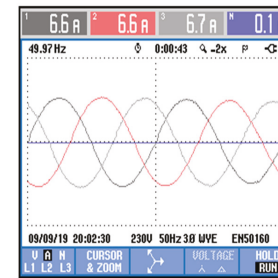 1 6.6 A 2 6.6 A 3 6.7 A N 0.1
49.97 Hz 0:00:43 -2x P -C
09/09/19 20:02:30 230V 50Hz 3Ø WYE EN50160
V A N
L1 L2 L3
CURSOR
& ZOOM
VOLTAGE
HOLD
RUN